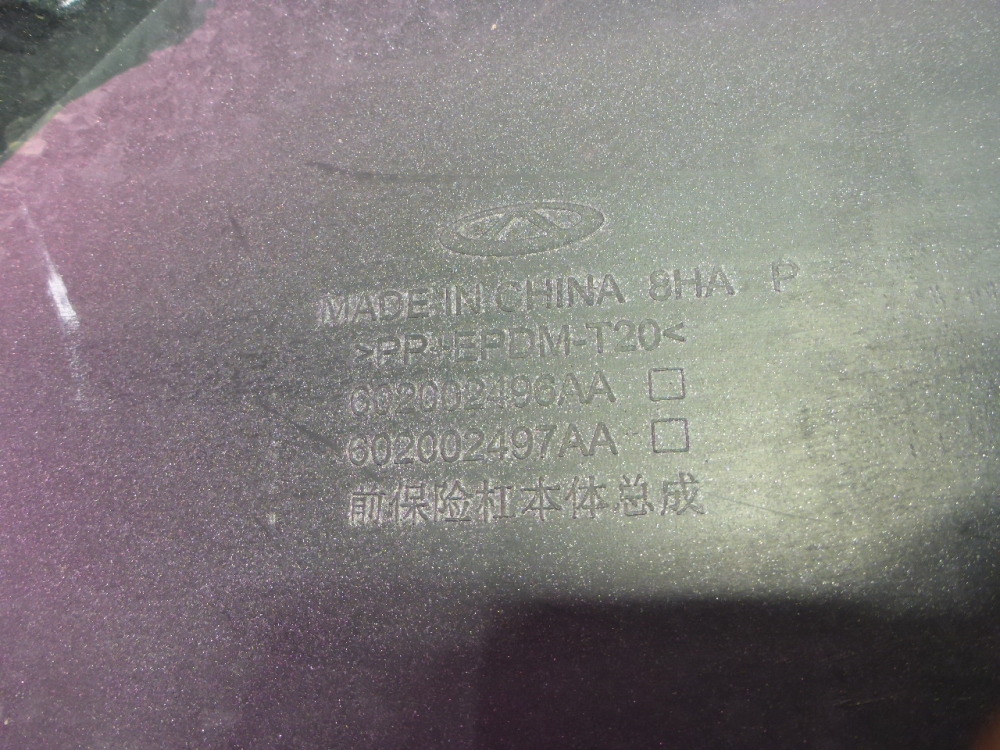 MADE IN CHINA 8HA P
>PP+EPDM-T20<
602002496AA □
602002497AA □
前保险杠本体总成